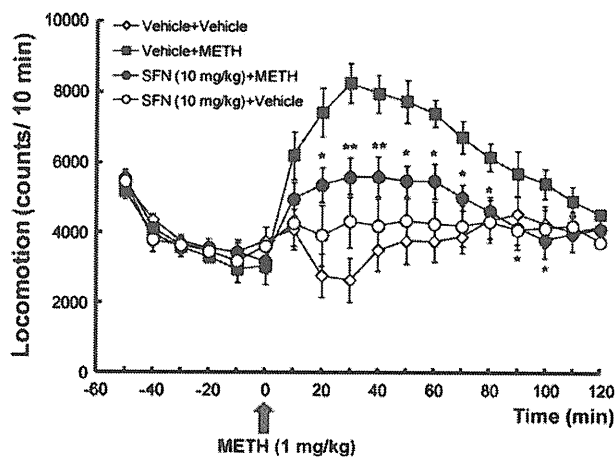 10000
8000
6000
4000
2000
0
Locomotion (counts/ 10 min)
Vehicle+Vehicle
Vehicle+METH
SFN (10 mg/kg)+METH
SFN (10 mg/kg)+Vehicle
* ** ** * * * * * *
-60 -40 -20 0 20 40 60 80 100 120
Time (min)
METH (1 mg/kg)